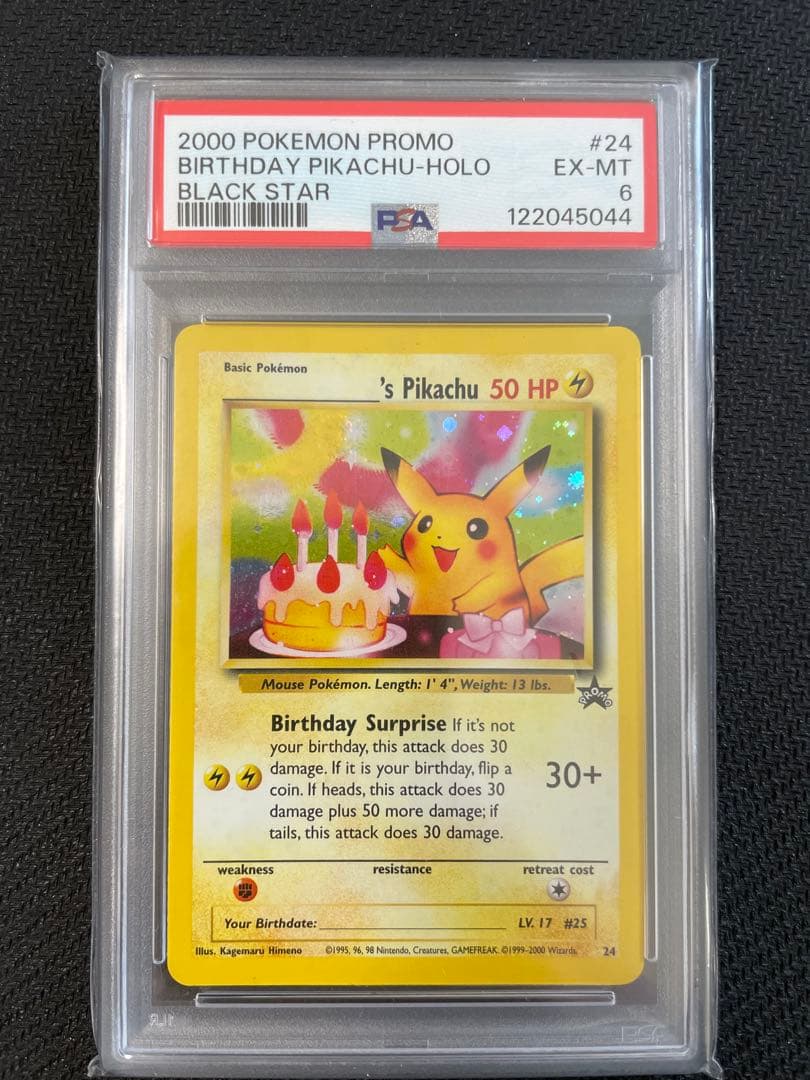 2000 POKEMON PROMO #24
BIRTHDAY PIKACHU-HOLO EX-MT
BLACK STAR 6
PSA 122045044
Basic Pokémon
____________'s Pikachu 50 HP
Mouse Pokémon. Length: 1' 4", Weight: 13 lbs.
PROMO
Birthday Surprise If it's not
your birthday, this attack does 30
damage. If it is your birthday, flip a
coin. If heads, this attack does 30
damage plus 50 more damage; if
tails, this attack does 30 damage.
30+
weakness resistance retreat cost
Your Birthdate:____________________ LV. 17 #25
Illus. Kagemaru Himeno ©1995, 96, 98 Nintendo, Creatures, GAMEFREAK. ©1999-2000 Wizards. 24
PSA